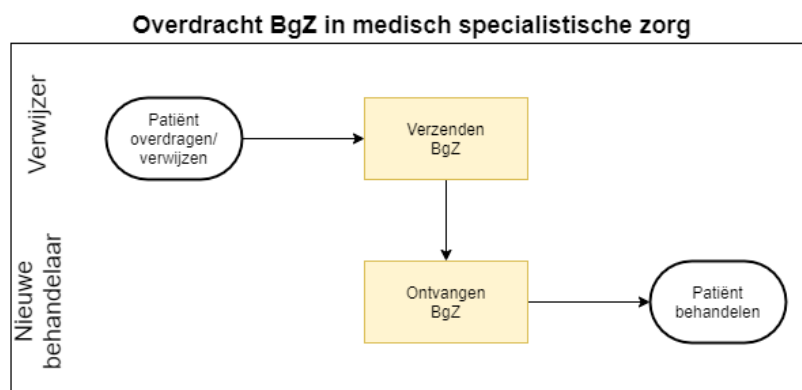 Overdracht BgZ in medisch specialistische zorg
Verwijzer
Patiënt
overdragen/
verwijzen
Verzenden
BgZ
Nieuwe
behandelaar
Ontvangen
BgZ
Patiënt
behandelen